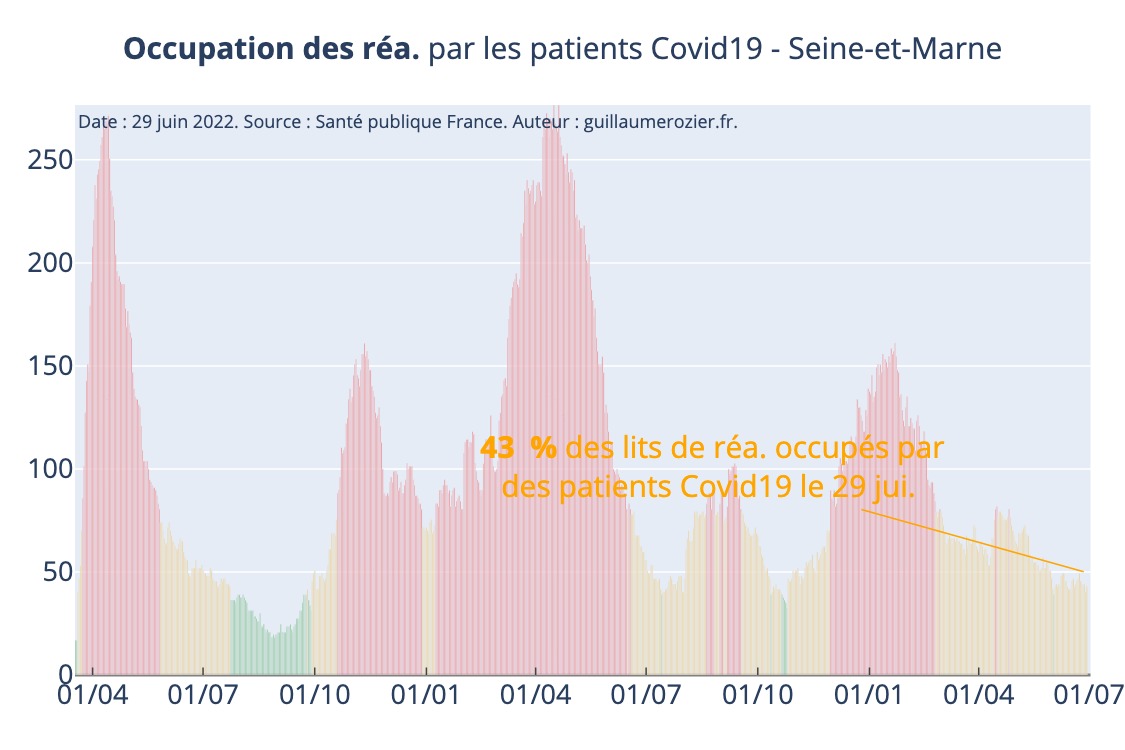 Occupation des réa. par les patients Covid19 - Seine-et-Marne
Date : 29 juin 2022. Source : Santé publique France. Auteur : guillaumerozier.fr.
250
200
150
43  % des lits de réa. occupés par
100
des patients Covid19 le 29 jui.
50
0
01/04 01/07 01/10 01/01 01/04 01/07 01/10 01/01 01/04 01/07